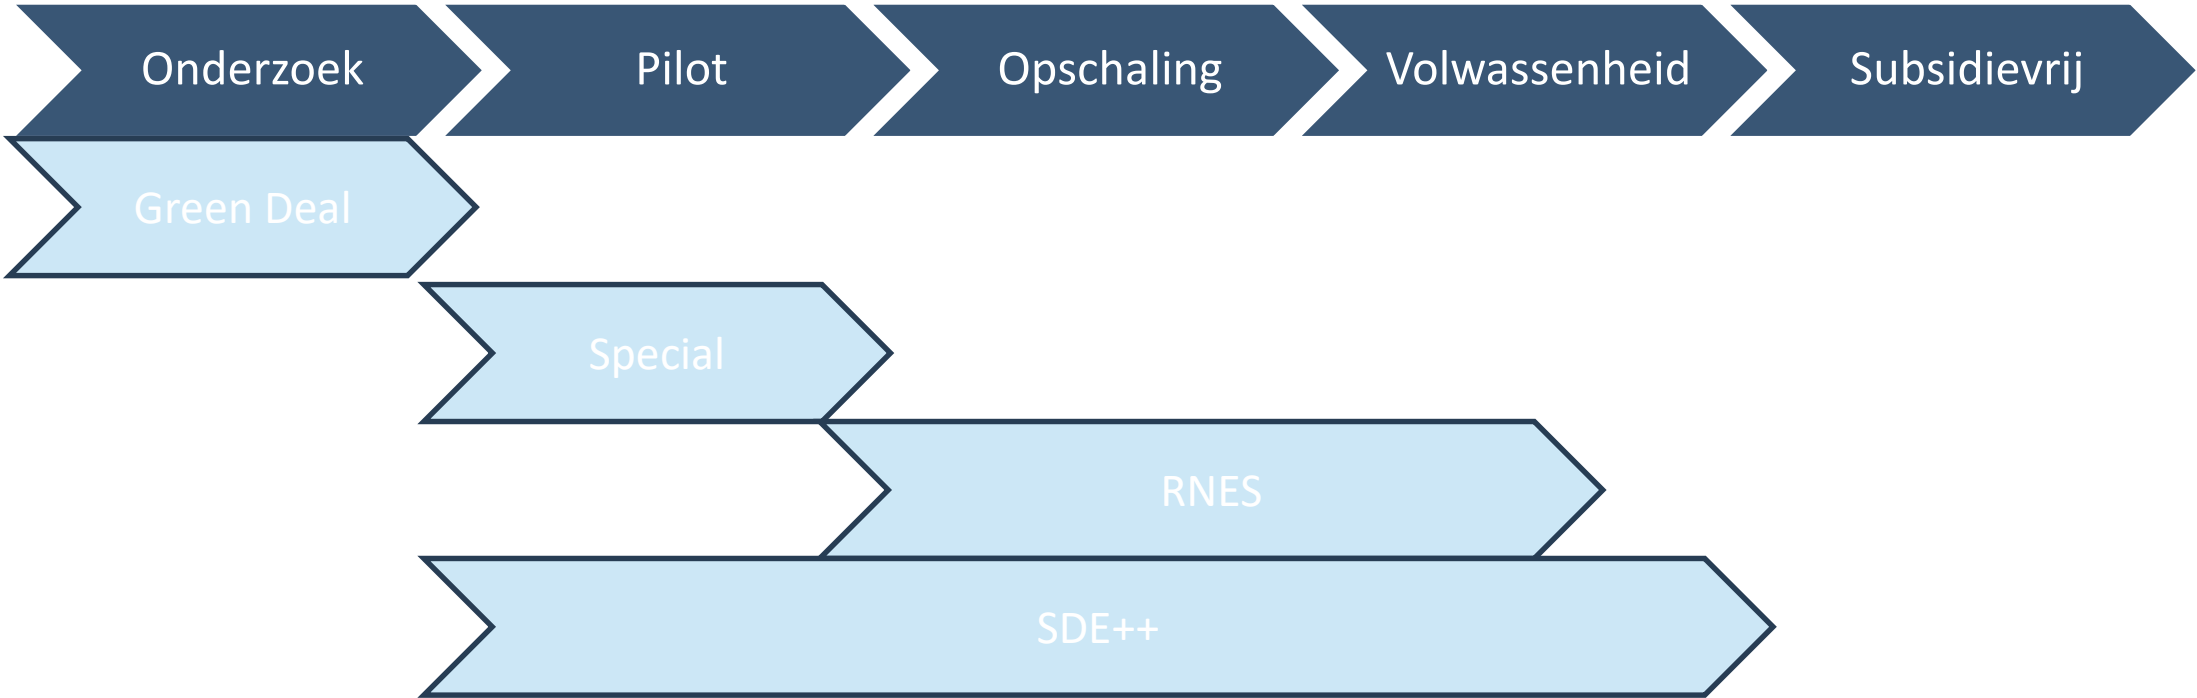 Onderzoek
Pilot
Opschaling
Volwassenheid
Subsidievrij
Green Deal
Special
RNES
SDE++